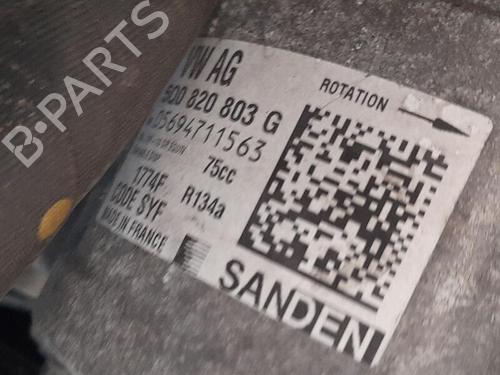 B-PARTS
VW AG
5Q0 820 803 G
05694711563
75cc
1774F
R134a
CODE SYF
MADE IN FRANCE
ROTATION
SANDEN